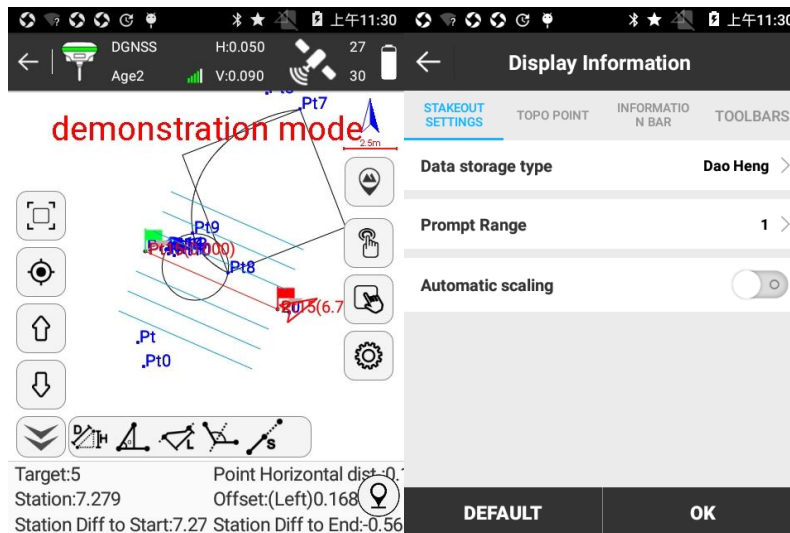 上午11:30
DGNSS
H:0.050
27
Age2
V:0.090
30
Pt7
demonstration mode
2.5m
Pt9
Pt8
Pt
Pt0
D
H
L
S
Target:5
Point Horizontal dist.:0.1
Station:7.279
Offset:(Left)0.168
Station Diff to Start:7.27
Station Diff to End:-0.56
上午11:30
Display Information
STAKEOUT
SETTINGS
TOPO POINT
INFORMATIO
N BAR
TOOLBARS
Data storage type
Dao Heng
Prompt Range
1
Automatic scaling
DEFAULT
OK